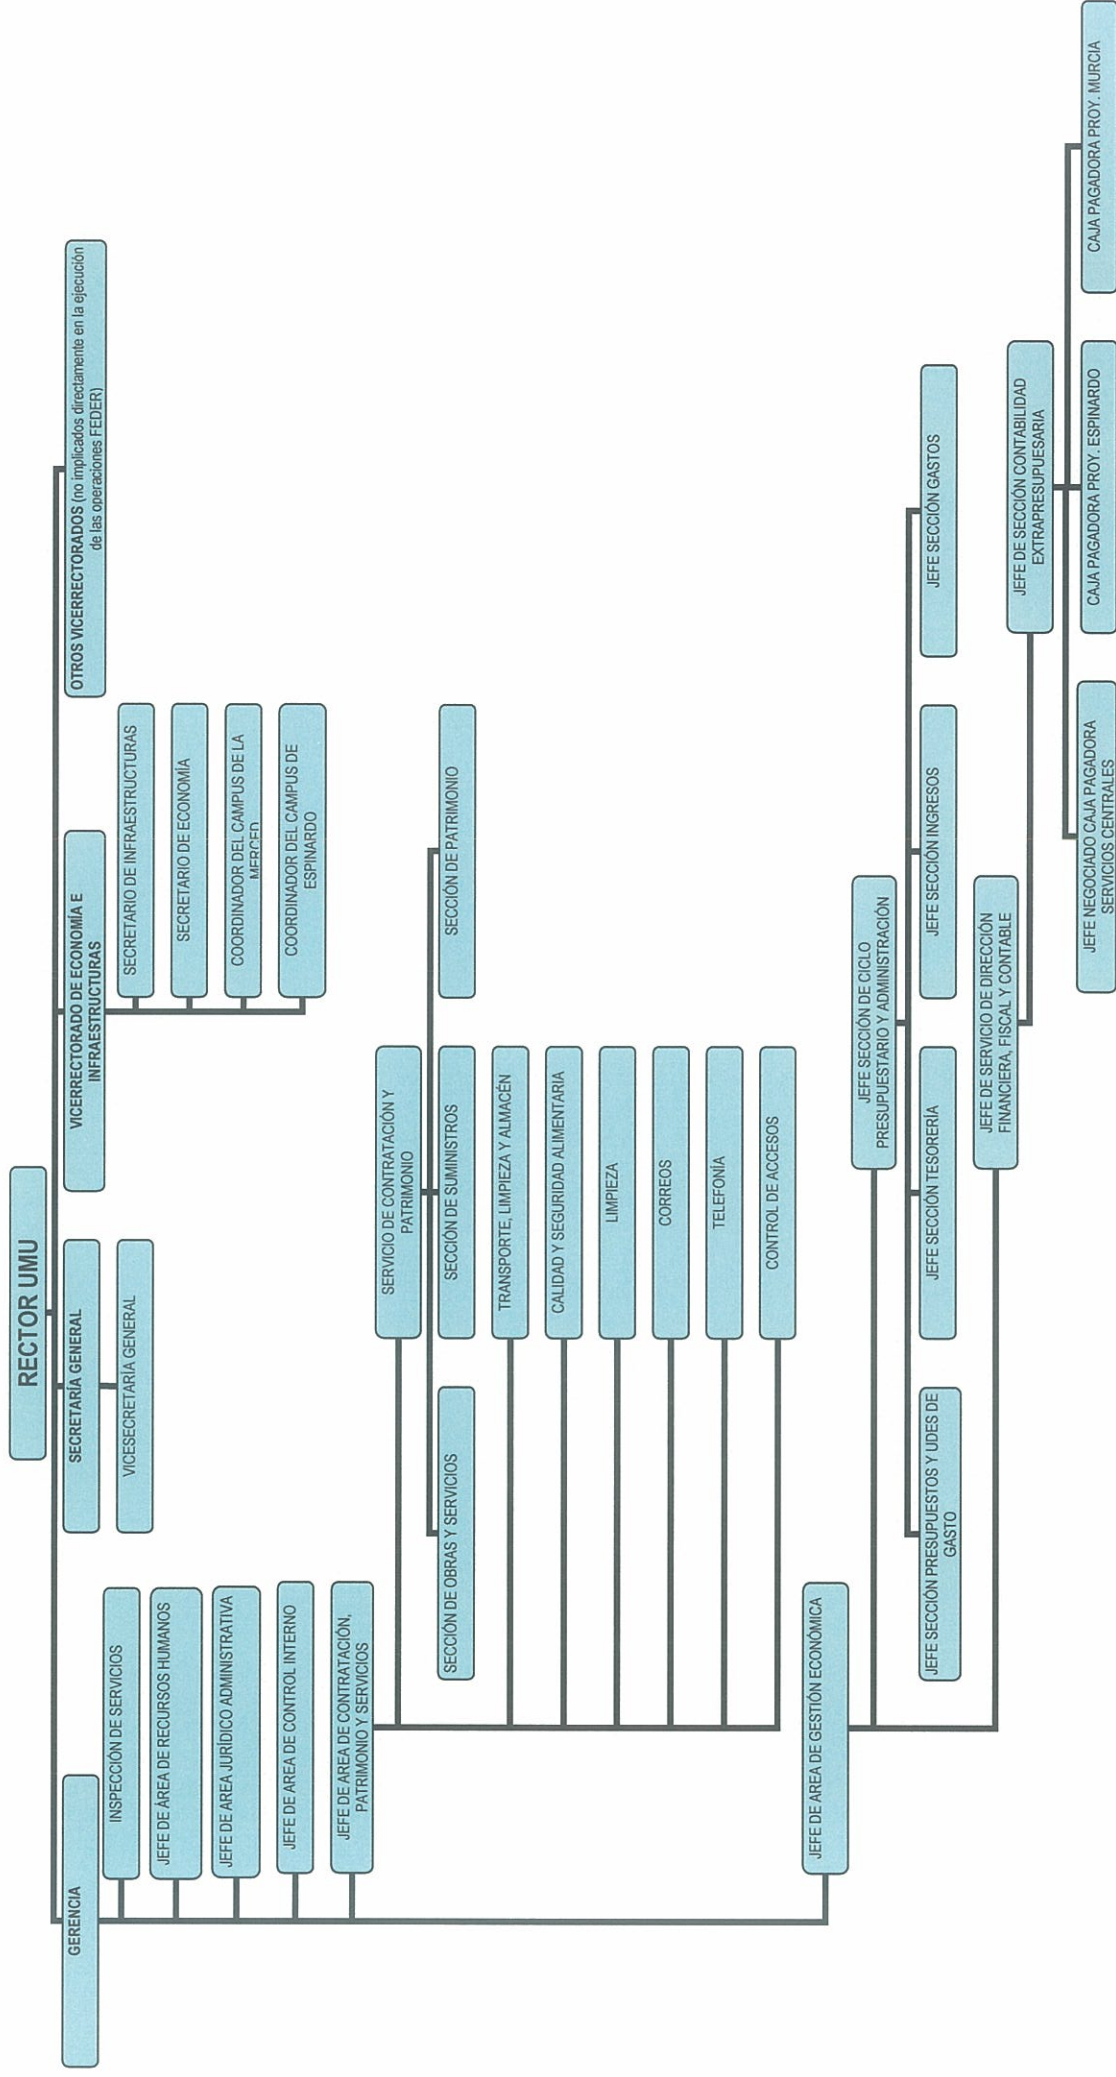 RECTOR UMU
GERENCIA
SECRETARÍA GENERAL
VICERRECTORADO DE ECONOMÍA E
INFRAESTRUCTURAS
OTROS VICERRECTORADOS (no implicados directamente en la ejecución
de las operaciones FEDER)
INSPECCIÓN DE SERVICIOS
JEFE DE ÁREA DE RECURSOS HUMANOS
JEFE DE AREA JURÍDICO ADMINISTRATIVA
JEFE DE AREA DE CONTROL INTERNO
JEFE DE AREA DE CONTRATACIÓN,
PATRIMONIO Y SERVICIOS
VICESECRETARÍA GENERAL
SECRETARIO DE INFRAESTRUCTURAS
SECRETARIO DE ECONOMÍA
COORDINADOR DEL CAMPUS DE LA
MERCED
COORDINADOR DEL CAMPUS DE
ESPINARDO
SERVICIO DE CONTRATACIÓN Y
PATRIMONIO
SECCIÓN DE OBRAS Y SERVICIOS
SECCIÓN DE SUMINISTROS
SECCIÓN DE PATRIMONIO
TRANSPORTE, LIMPIEZA Y ALMACÉN
CALIDAD Y SEGURIDAD ALIMENTARIA
LIMPIEZA
CORREOS
TELEFONÍA
CONTROL DE ACCESOS
JEFE DE AREA DE GESTIÓN ECONÓMICA
JEFE SECCIÓN DE CICLO
PRESUPUESTARIO Y ADMINISTRACIÓN
JEFE SECCIÓN PRESUPUESTOS Y UDES DE
GASTO
JEFE SECCIÓN TESORERÍA
JEFE SECCIÓN INGRESOS
JEFE SECCIÓN GASTOS
JEFE DE SERVICIO DE DIRECCIÓN
FINANCIERA, FISCAL Y CONTABLE
JEFE DE SECCIÓN CONTABILIDAD
EXTRAPRESUPUESARIA
JEFE NEGOCIADO CAJA PAGADORA
SERVICIOS CENTRALES
CAJA PAGADORA PROY. ESPINARDO
CAJA PAGADORA PROY. MURCIA